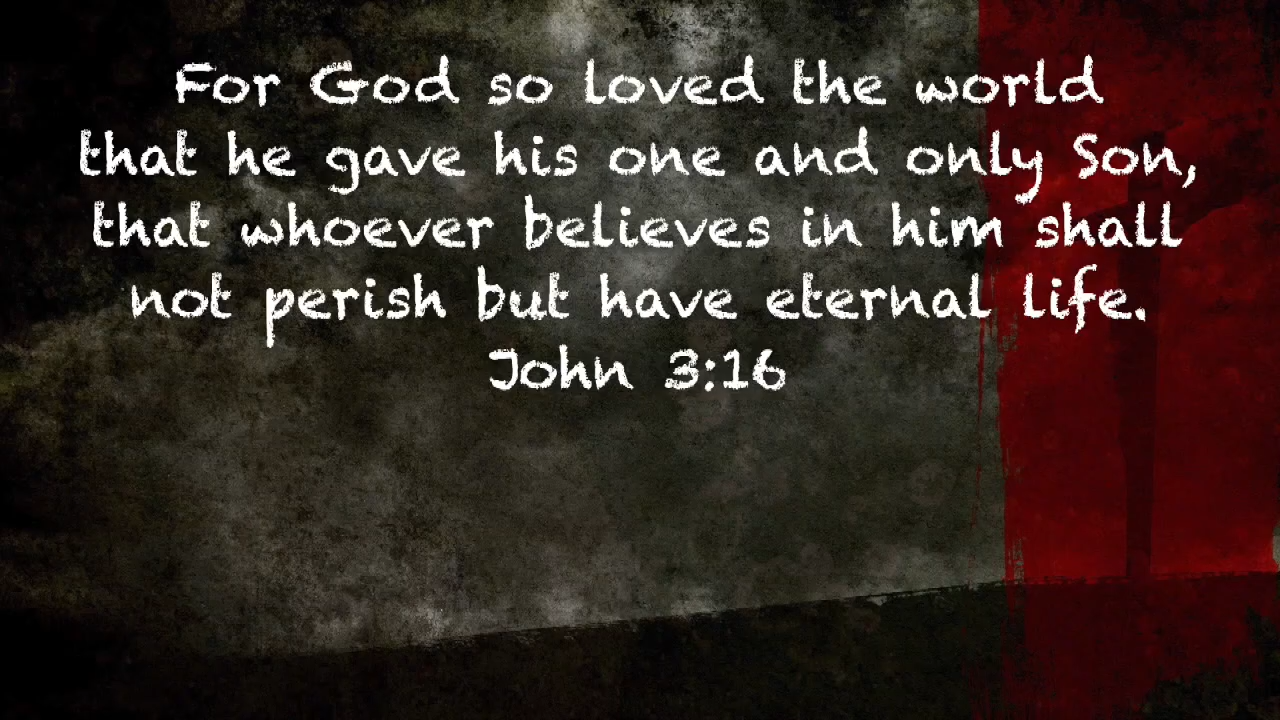 For God so loved the world
that he gave his one and only Son,
that whoever believes in him shall
not perish but have eternal life.
John 3:16